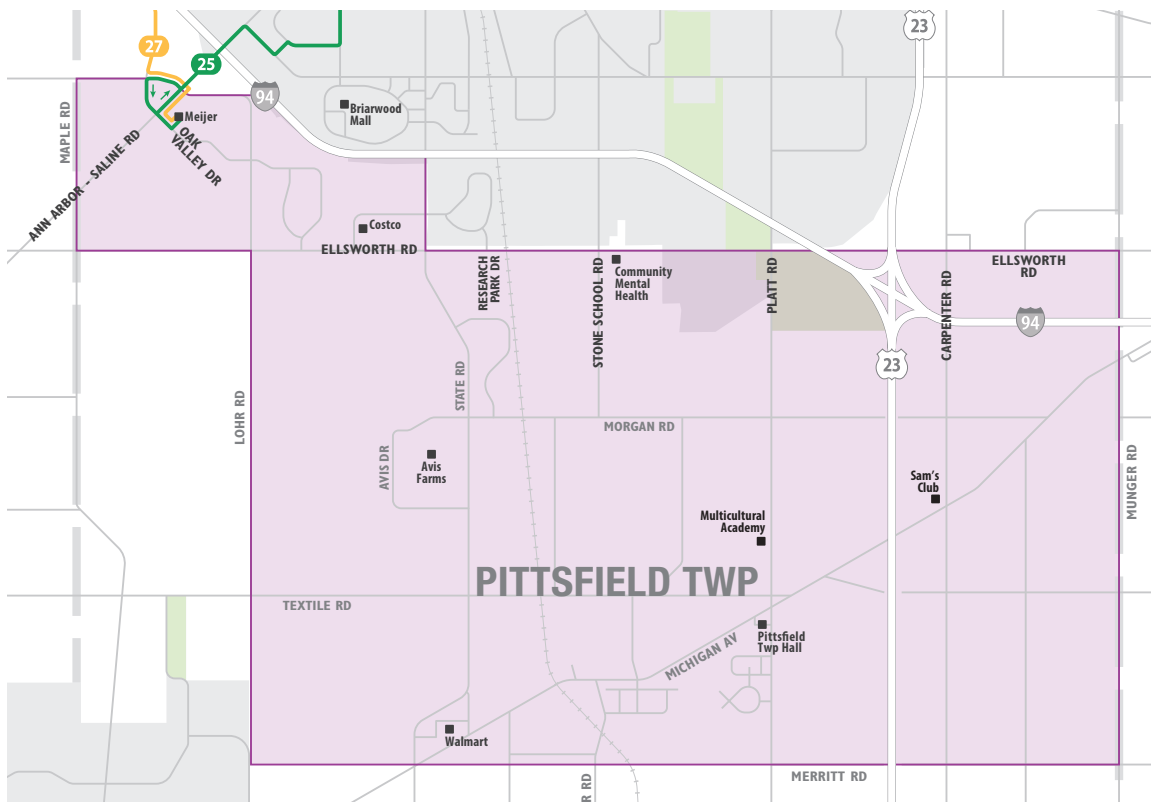 23
27
25
94
Briarwood
Mall
Meijer
MAPLE RD
OAK
VALLEY DR
ANN ARBOR - SALINE RD
Costco
ELLSWORTH RD
RESEARCH
PARK DR
STONE SCHOOL RD
Community
Mental
Health
PLATT RD
CARPENTER RD
ELLSWORTH
RD
94
23
STATE RD
LOHR RD
MORGAN RD
AVIS DR
Avis
Farms
Sam's
Club
MUNGER RD
Multicultural
Academy
PITTSFIELD TWP
TEXTILE RD
MICHIGAN AV
Pittsfield
Twp Hall
Walmart
MERRITT RD
R RD